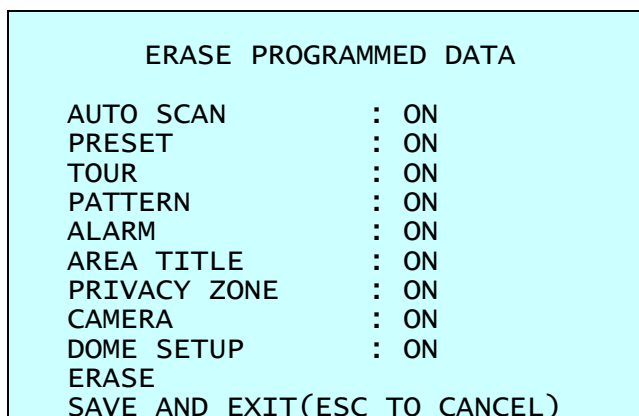 ERASE PROGRAMMED DATA
AUTO SCAN : ON
PRESET : ON
TOUR : ON
PATTERN : ON
ALARM : ON
AREA TITLE : ON
PRIVACY ZONE : ON
CAMERA : ON
DOME SETUP : ON
ERASE
SAVE AND EXIT(ESC TO CANCEL)